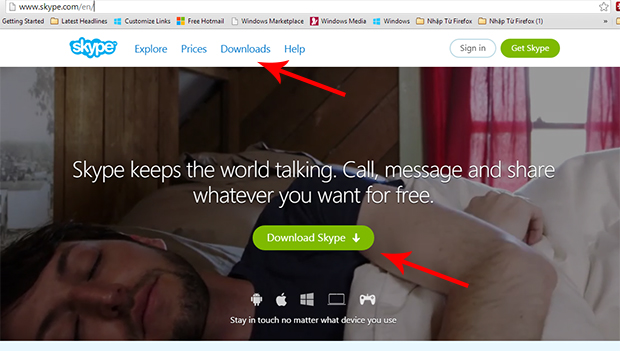 www.skype.com/en/
Getting Started Latest Headlines Customize Links Free Hotmail Windows Marketplace Windows Media Windows Nhập Từ Firefox Nhập Từ Firefox (1)
skype Explore Prices Downloads Help Sign in Get Skype
Skype keeps the world talking. Call, message and share
whatever you want for free.
Download Skype
Stay in touch no matter what device you use